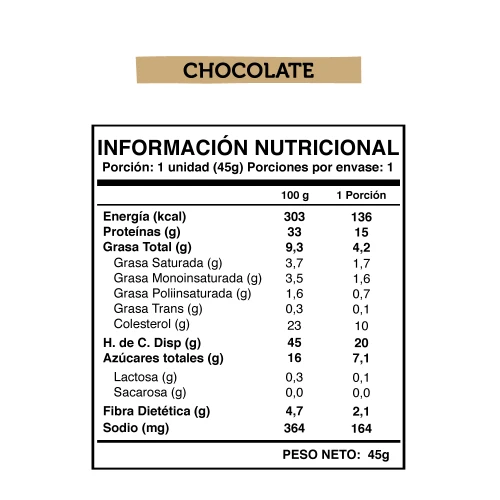 CHOCOLATE
INFORMACIÓN NUTRICIONAL
Porción: 1 unidad (45g) Porciones por envase: 1
100 g 1 Porción
Energía (kcal) 303 136
Proteínas (g) 33 15
Grasa Total (g) 9,3 4,2
Grasa Saturada (g) 3,7 1,7
Grasa Monoinsaturada (g) 3,5 1,6
Grasa Poliinsaturada (g) 1,6 0,7
Grasa Trans (g) 0,3 0,1
Colesterol (g) 23 10
H. de C. Disp (g) 45 20
Azúcares totales (g) 16 7,1
Lactosa (g) 0,3 0,1
Sacarosa (g) 0,0 0,0
Fibra Dietética (g) 4,7 2,1
Sodio (mg) 364 164
PESO NETO: 45g